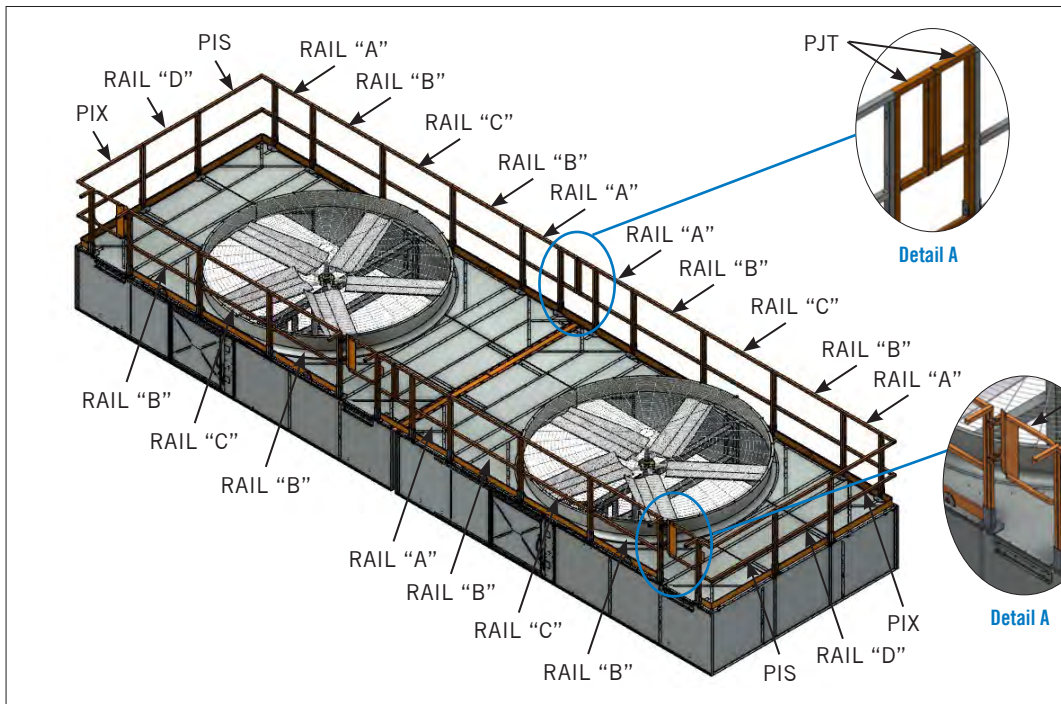 PIS
RAIL “A”
RAIL “D”
RAIL “B”
PIX
RAIL “C”
RAIL “B”
RAIL “A”
PJT
Detail A
RAIL “A”
RAIL “B”
RAIL “C”
RAIL “B”
RAIL “A”
RAIL “B”
RAIL “C”
RAIL “B”
RAIL “A”
RAIL “B”
RAIL “C”
RAIL “B”
PIS
RAIL “D”
PIX
Detail A